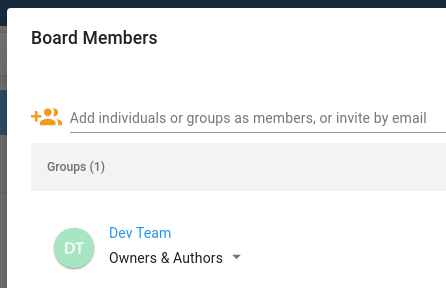 Board Members
Add individuals or groups as members, or invite by email
Groups (1)
DT
Dev Team
Owners & Authors